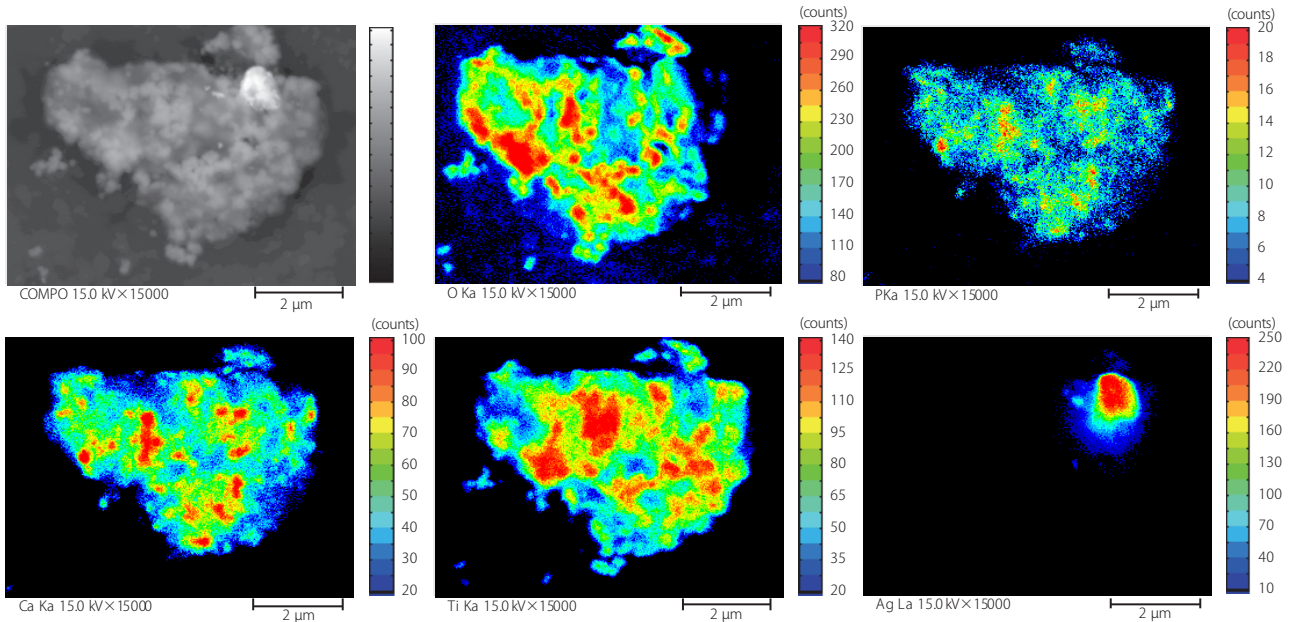 COMPO 15.0 kV×15000
2 μm
(counts)
320
290
260
230
200
170
140
110
80
O Ka 15.0 kV×15000
2 μm
(counts)
20
18
16
14
12
10
8
6
4
PKa 15.0 kV×15000
2 μm
(counts)
100
90
80
70
60
50
40
30
20
Ca Ka 15.0 kV×15000
2 μm
(counts)
140
125
110
95
80
65
50
35
20
Ti Ka 15.0 kV×15000
2 μm
(counts)
250
220
190
160
130
100
70
40
10
Ag La 15.0 kV×15000
2 μm